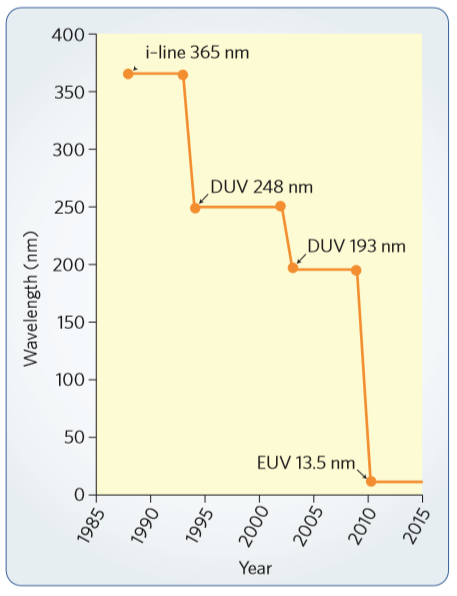 400
i-line 365 nm
350
300
250
DUV 248 nm
200
DUV 193 nm
150
100
50
EUV 13.5 nm
0
Wavelength (nm)
1985
1990
1995
2000
2005
2010
2015
Year